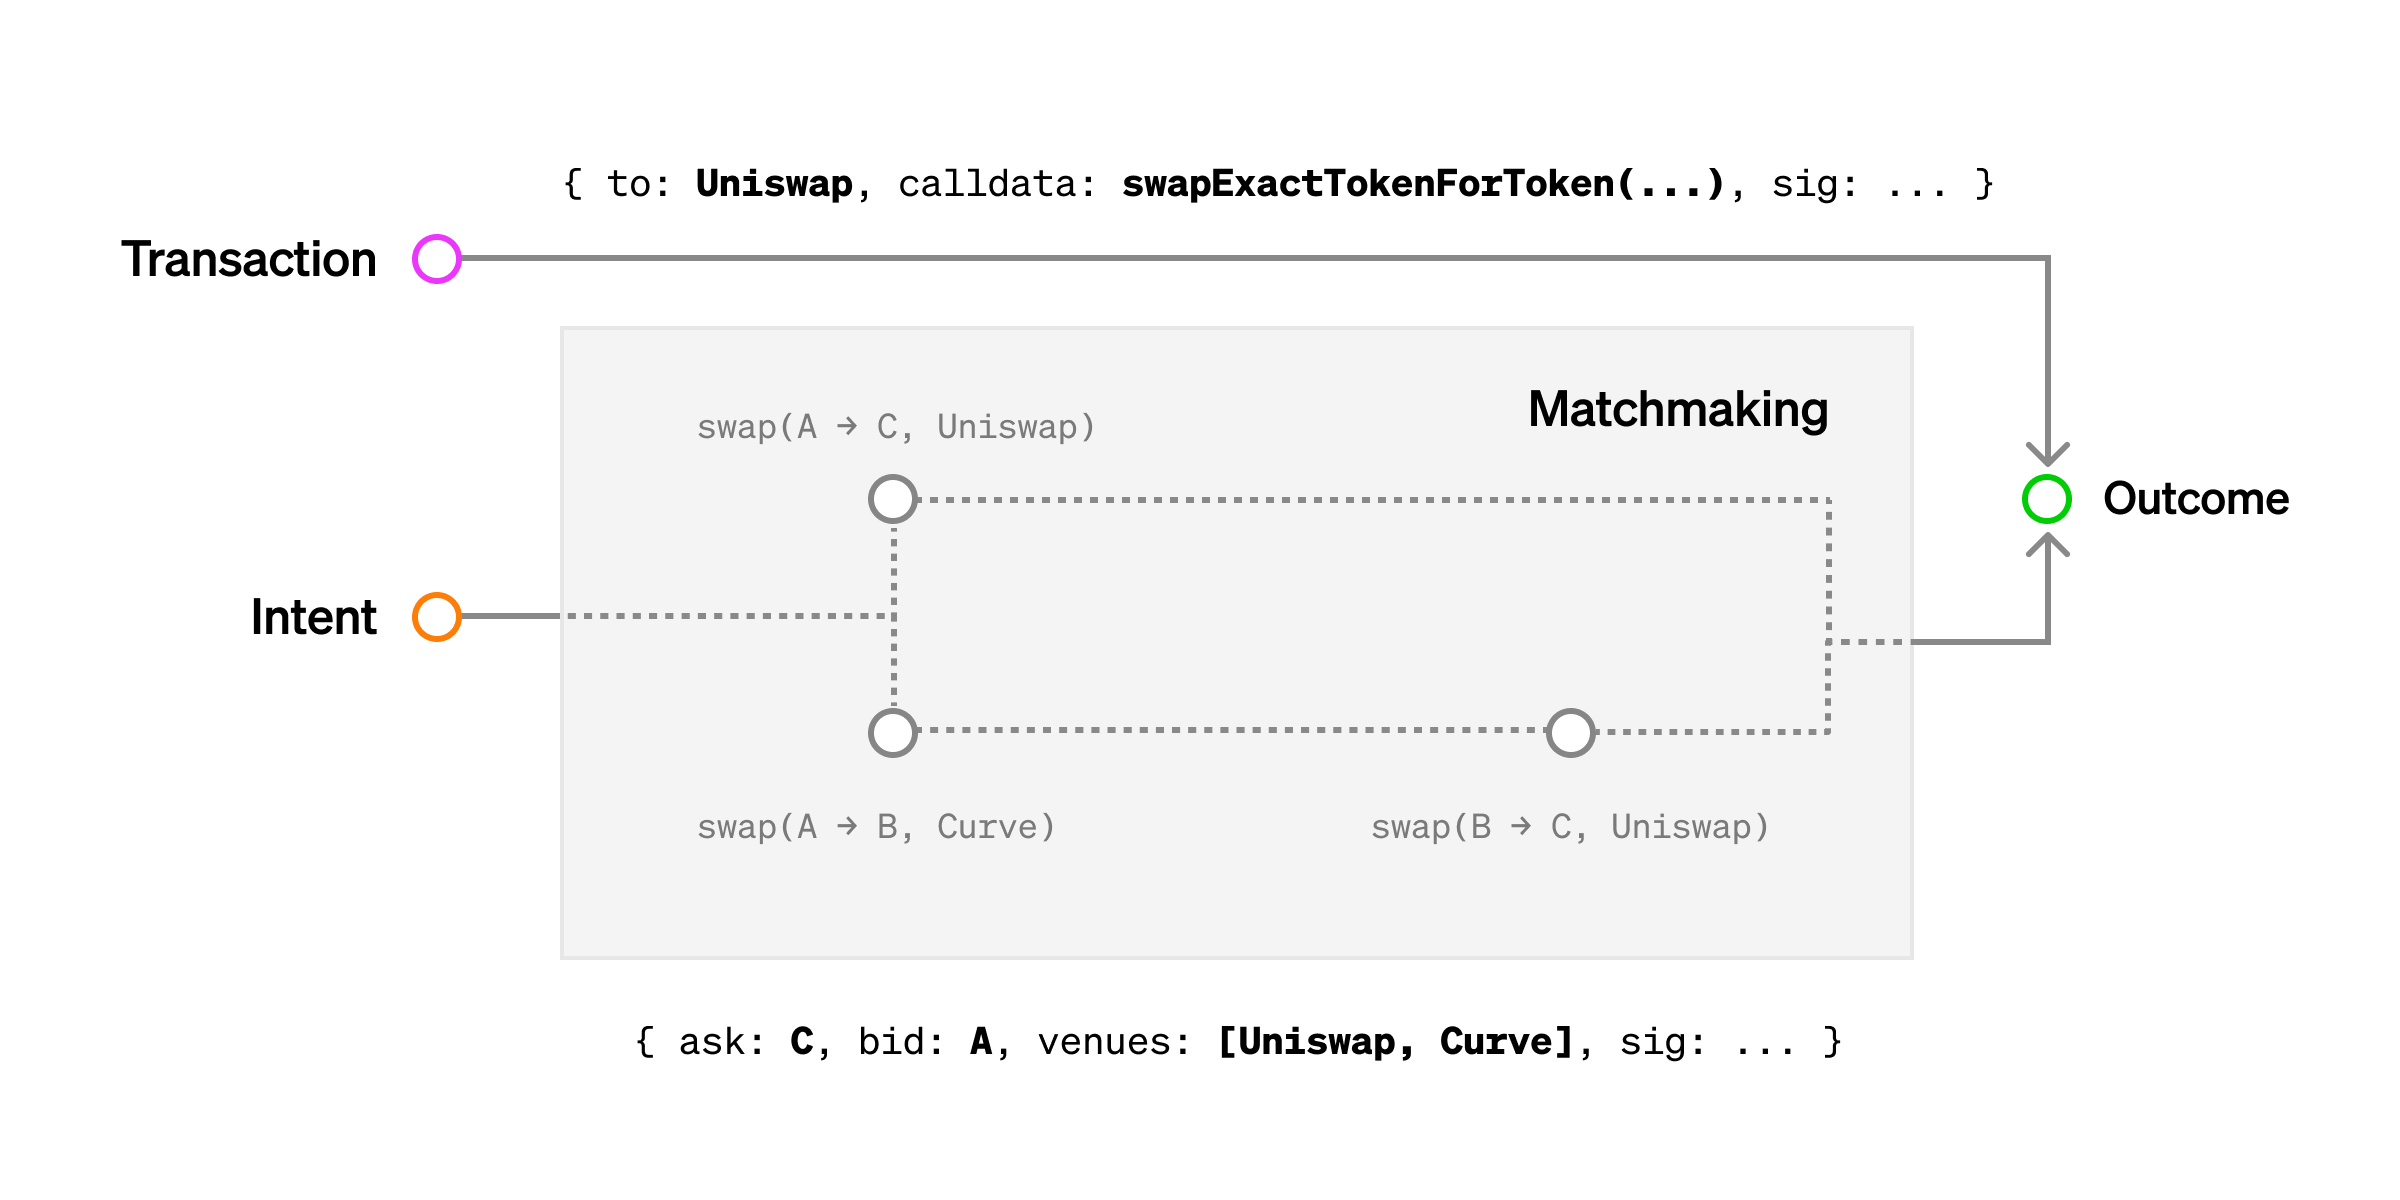 { to: Uniswap, calldata: swapExactTokenForToken(...), sig: ... }
Transaction
Matchmaking
swap(A → C, Uniswap)
Outcome
Intent
swap(A → B, Curve)
swap(B → C, Uniswap)
{ ask: C, bid: A, venues: [Uniswap, Curve], sig: ... }